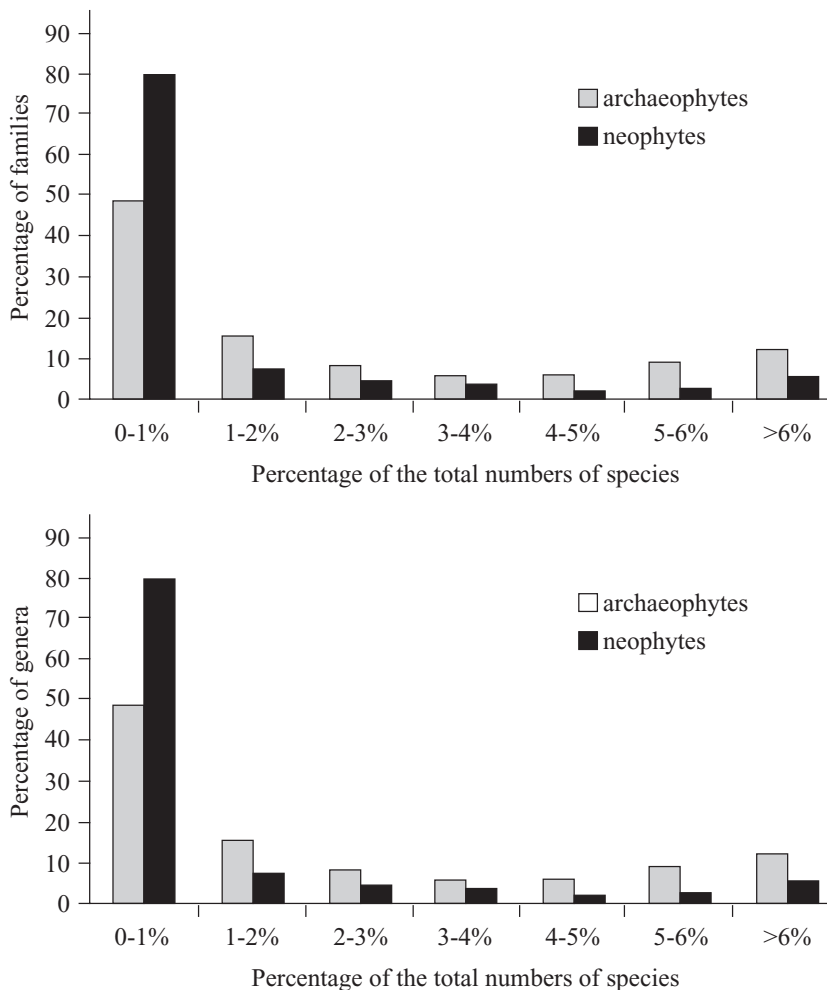 90
80
70
60
50
40
30
20
10
0
Percentage of families
archaeophytes
neophytes
0-1% 1-2% 2-3% 3-4% 4-5% 5-6% >6%
Percentage of the total numbers of species
90
80
70
60
50
40
30
20
10
0
Percentage of genera
archaeophytes
neophytes
0-1% 1-2% 2-3% 3-4% 4-5% 5-6% >6%
Percentage of the total numbers of species